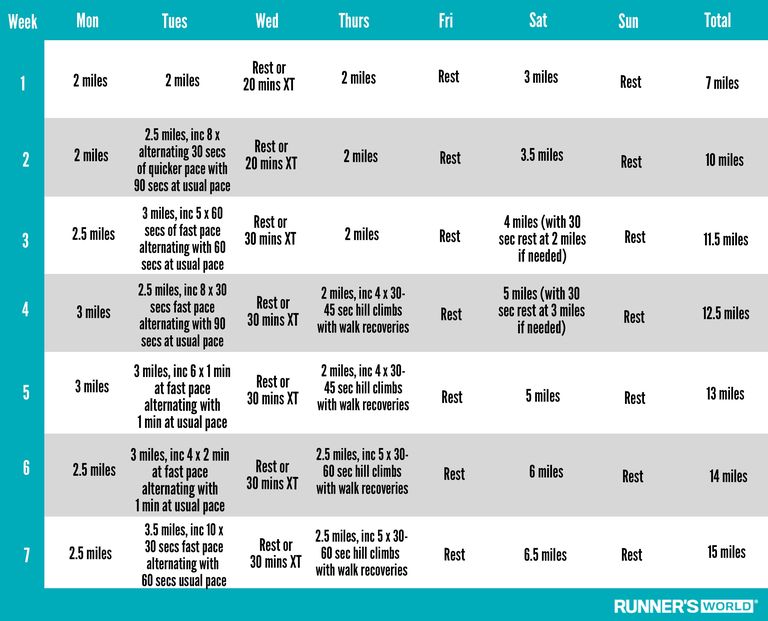 Week Mon Tues Wed Thurs Fri Sat Sun Total
1
2 miles
2 miles
Rest or
20 mins XT
2 miles
Rest
3 miles
Rest
7 miles
2
2 miles
2.5 miles, inc 8 x
alternating 30 secs
of quicker pace with
90 secs at usual pace
Rest or
20 mins XT
2 miles
Rest
3.5 miles
Rest
10 miles
3
2.5 miles
3 miles, inc 5 x 60
secs of fast pace
alternating with 60
secs at usual pace
Rest or
30 mins XT
2 miles
Rest
4 miles (with 30
sec rest at 2 miles
if needed)
Rest
11.5 miles
4
3 miles
2.5 miles, inc 8 x 30
secs fast pace
alternating with 90
secs at usual pace
Rest or
30 mins XT
2 miles, inc 4 x 30-
45 sec hill climbs
with walk recoveries
Rest
5 miles (with 30
sec rest at 3 miles
if needed)
Rest
12.5 miles
5
3 miles
3 miles, inc 6 x 1 min
at fast pace
alternating with
1 min at usual pace
Rest or
30 mins XT
2 miles, inc 4 x 30-
45 sec hill climbs
with walk recoveries
Rest
5 miles
Rest
13 miles
6
2.5 miles
3 miles, inc 4 x 2 min
at fast pace
alternating with
1 min at usual pace
Rest or
30 mins XT
2.5 miles, inc 5 x 30-
60 sec hill climbs
with walk recoveries
Rest
6 miles
Rest
14 miles
7
2.5 miles
3.5 miles, inc 10 x
30 secs fast pace
alternating with
60 secs usual pace
Rest or
30 mins XT
2.5 miles, inc 5 x 30-
60 sec hill climbs
with walk recoveries
Rest
6.5 miles
Rest
15 miles
RUNNER'S WORLD®